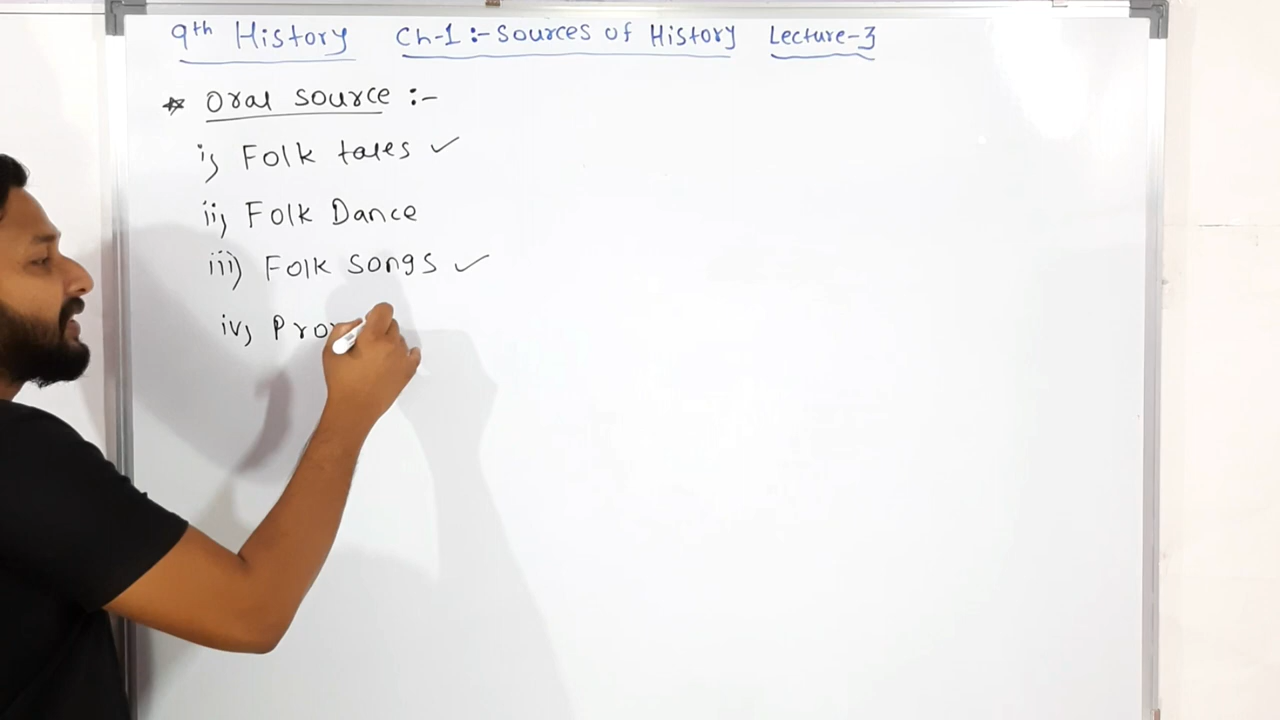 9th History Ch-1:- Sources of History Lecture-3
☆ Oral source :-
i) Folk tales ✓
ii) Folk Dance
iii) Folk songs ✓
iv) Pro